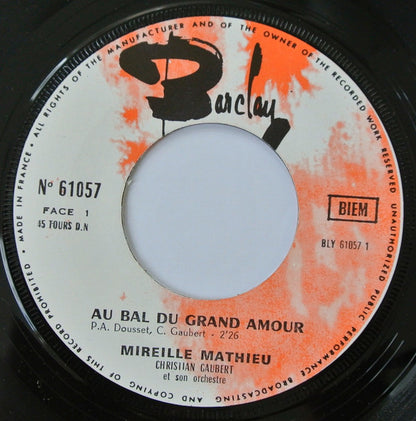 • ALL RIGHTS OF THE MANUFACTURER AND OF THE OWNER OF THE RECORDED WORK RESERVED • UNAUTHORIZED PUBLIC PERFORMANCE BROADCASTING AND COPYING OF THIS RECORD PROHIBITED • MADE IN FRANCE
Barclay
Nº 61057
FACE 1
45 TOURS D.N
BIEM
BLY 61057 1
AU BAL DU GRAND AMOUR
P.A. Dousset, C. Gaubert - 2'26
MIREILLE MATHIEU
CHRISTIAN GAUBERT
et son orchestre